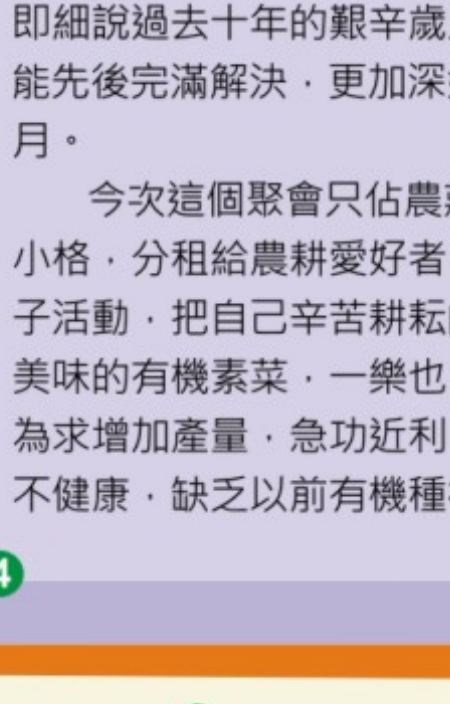 即細說過去十年的艱辛歲
能先後完滿解決，更加深
月。
今次這個聚會只佔農
小格，分租給農耕愛好者
子活動，把自己辛苦耕耘
美味的有機素菜，一樂也
為求增加產量，急功近利
不健康，缺乏以前有機種
4